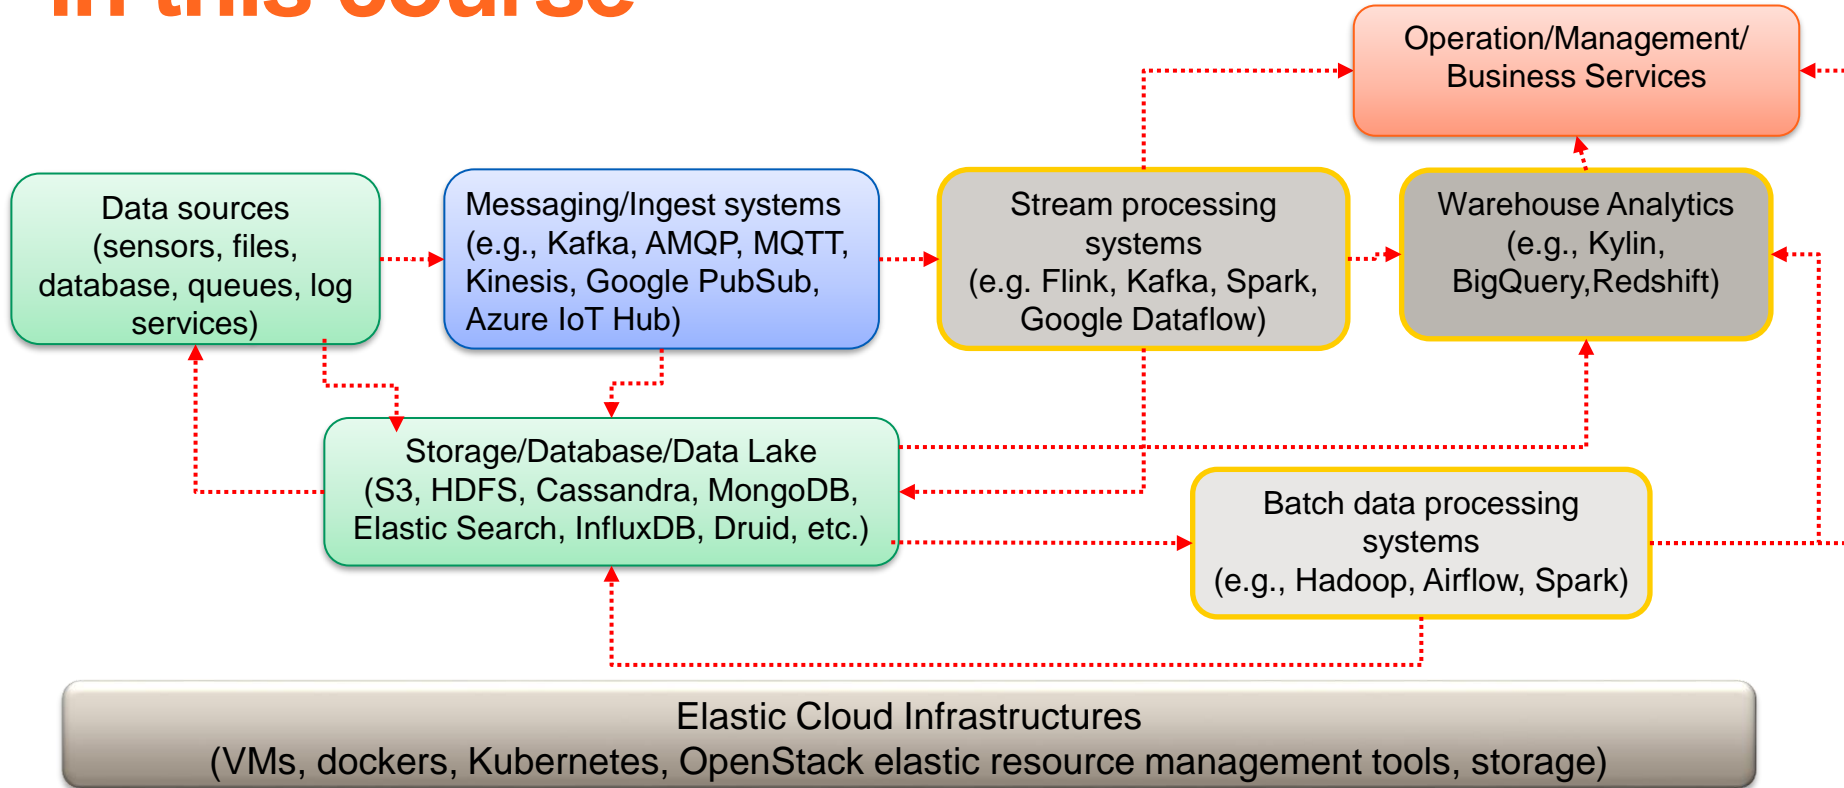 in this course
Operation/Management/
Business Services
Data sources
(sensors, files,
database, queues, log
services)
Messaging/Ingest systems
(e.g., Kafka, AMQP, MQTT,
Kinesis, Google PubSub,
Azure IoT Hub)
Stream processing
systems
(e.g. Flink, Kafka, Spark,
Google Dataflow)
Warehouse Analytics
(e.g., Kylin,
BigQuery,Redshift)
Storage/Database/Data Lake
(S3, HDFS, Cassandra, MongoDB,
Elastic Search, InfluxDB, Druid, etc.)
Batch data processing
systems
(e.g., Hadoop, Airflow, Spark)
Elastic Cloud Infrastructures
(VMs, dockers, Kubernetes, OpenStack elastic resource management tools, storage)